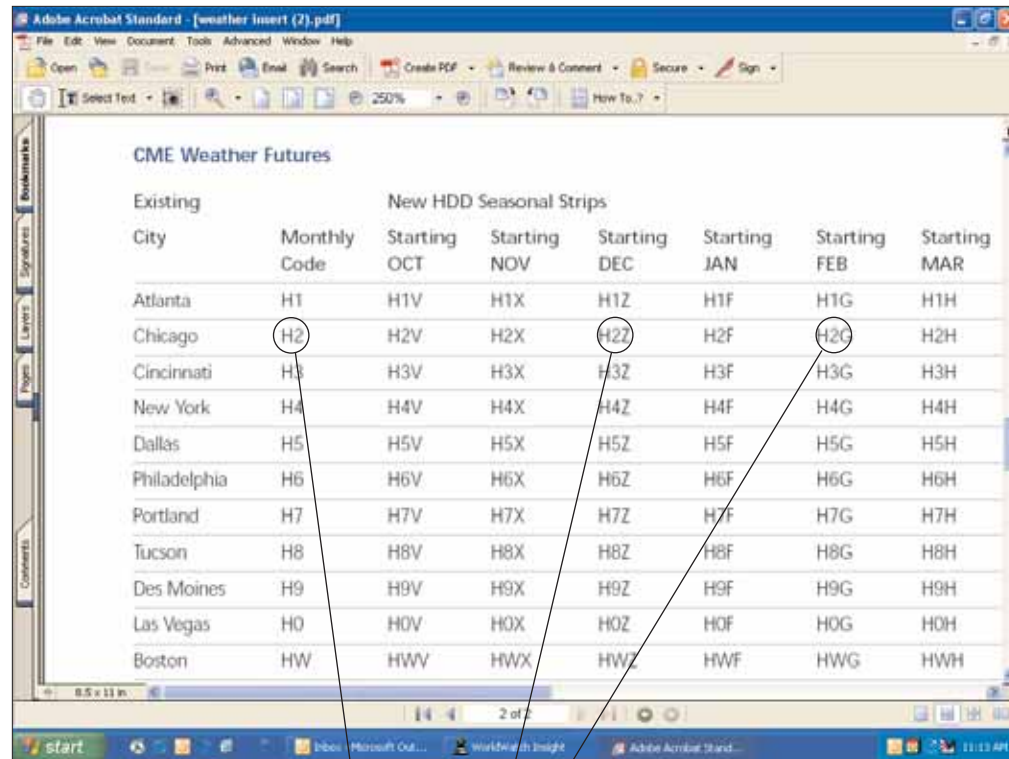 Adobe Acrobat Standard - [weather insert (2).pdf]
File Edit View Document Tools Advanced Window Help
Open Print Email Search Create PDF Review & Comment Secure Sign
Select Text 250% How To..?
Bookmarks
Signatures
Layers
Pages
Comments
CME Weather Futures
Existing New HDD Seasonal Strips
City Monthly Code Starting OCT Starting NOV Starting DEC Starting JAN Starting FEB Starting MAR
Atlanta H1 H1V H1X H1Z H1F H1G H1H
Chicago H2 H2V H2X H2Z H2F H2G H2H
Cincinnati H3 H3V H3X H3Z H3F H3G H3H
New York H4 H4V H4X H4Z H4F H4G H4H
Dallas H5 H5V H5X H5Z H5F H5G H5H
Philadelphia H6 H6V H6X H6Z H6F H6G H6H
Portland H7 H7V H7X H7Z H7F H7G H7H
Tucson H8 H8V H8X H8Z H8F H8G H8H
Des Moines H9 H9V H9X H9Z H9F H9G H9H
Las Vegas H0 H0V H0X H0Z H0F H0G H0H
Boston HW HWV HWX HWZ HWF HWG HWH
8.5 x 11 in
2 of 2
start Inbox - Microsoft Out... WorldWatch Insight Adobe Acrobat Stand... 11:13 AM